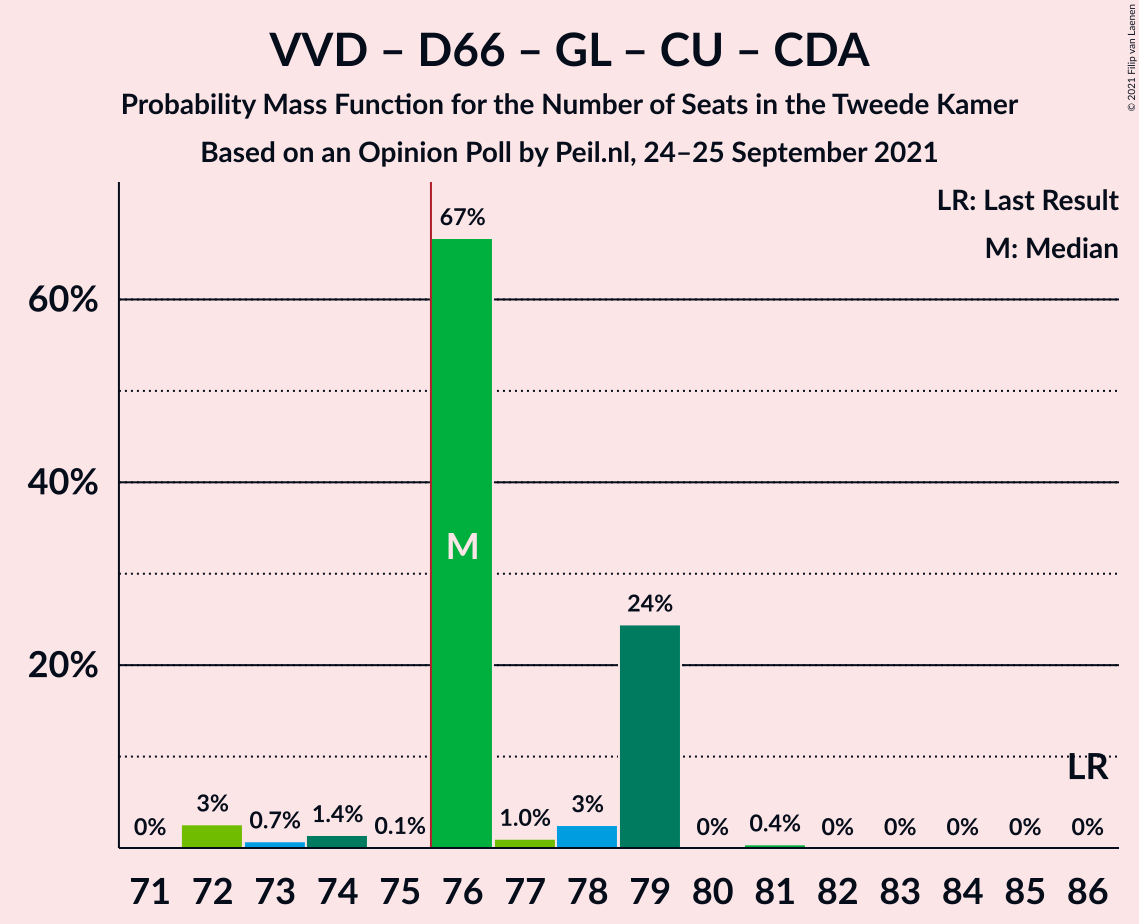 VVD – D66 – GL – CU – CDA
Probability Mass Function for the Number of Seats in the Tweede Kamer
Based on an Opinion Poll by Peil.nl, 24–25 September 2021
© 2021 Filip van Laenen
LR: Last Result
M: Median
60%
40%
20%
0%
3%
0.7%
1.4%
0.1%
67%
M
1.0%
3%
24%
0%
0.4%
0%
0%
0%
0%
0%
LR
71 72 73 74 75 76 77 78 79 80 81 82 83 84 85 86